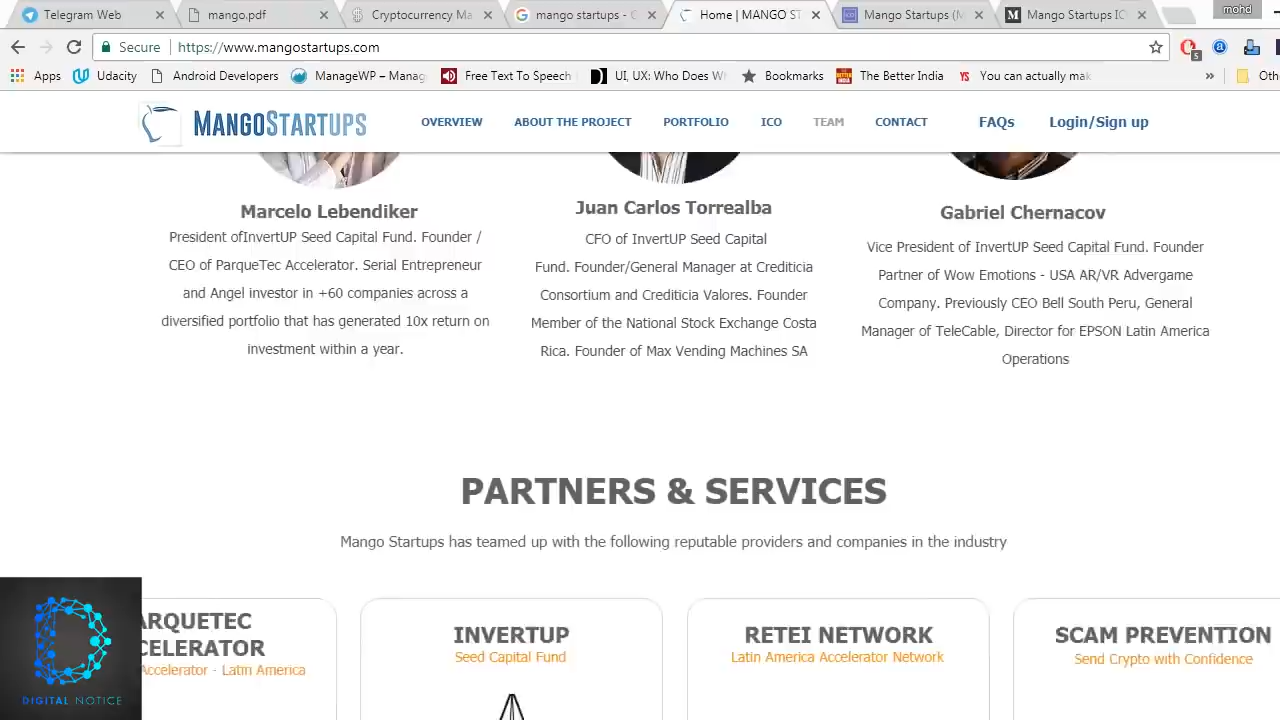 Telegram Web
mango.pdf
Cryptocurrency Ma
mango startups - G
Home | MANGO ST
Mango Startups (M
Mango Startups IC
mohd
Secure
https://www.mangostartups.com
5
Apps
Udacity
Android Developers
ManageWP – Manag
Free Text To Speech
UI, UX: Who Does W
Bookmarks
The Better India
You can actually mak
Oth
MANGOSTARTUPS
OVERVIEW
ABOUT THE PROJECT
PORTFOLIO
ICO
TEAM
CONTACT
FAQs
Login/Sign up
Marcelo Lebendiker
President ofInvertUP Seed Capital Fund. Founder /
CEO of ParqueTec Accelerator. Serial Entrepreneur
and Angel investor in +60 companies across a
diversified portfolio that has generated 10x return on
investment within a year.
Juan Carlos Torrealba
CFO of InvertUP Seed Capital
Fund. Founder/General Manager at Crediticia
Consortium and Crediticia Valores. Founder
Member of the National Stock Exchange Costa
Rica. Founder of Max Vending Machines SA
Gabriel Chernacov
Vice President of InvertUP Seed Capital Fund. Founder
Partner of Wow Emotions - USA AR/VR Advergame
Company. Previously CEO Bell South Peru, General
Manager of TeleCable, Director for EPSON Latin America
Operations
PARTNERS & SERVICES
Mango Startups has teamed up with the following reputable providers and companies in the industry
ARQUETEC
CELERATOR
Accelerator - Latin America
INVERTUP
Seed Capital Fund
RETEI NETWORK
Latin America Accelerator Network
SCAM PREVENTION
Send Crypto with Confidence
DIGITAL NOTICE